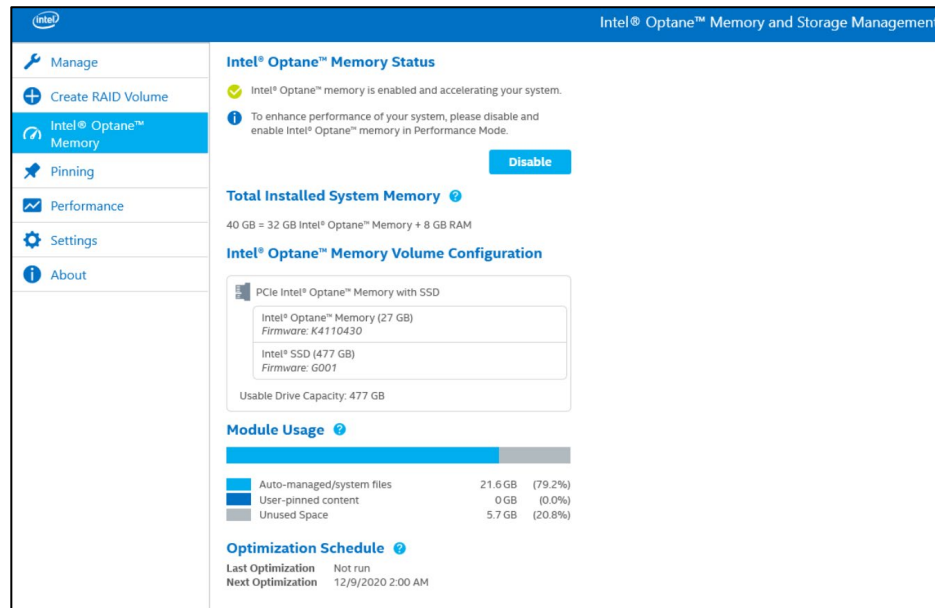 intel
Intel® Optane™ Memory and Storage Management
Manage
Create RAID Volume
Intel® Optane™
Memory
Pinning
Performance
Settings
About
Intel® Optane™ Memory Status
Intel® Optane™ memory is enabled and accelerating your system.
To enhance performance of your system, please disable and
enable Intel® Optane™ memory in Performance Mode.
Disable
Total Installed System Memory ?
40 GB = 32 GB Intel® Optane™ Memory + 8 GB RAM
Intel® Optane™ Memory Volume Configuration
PCIe Intel® Optane™ Memory with SSD
Intel® Optane™ Memory (27 GB)
Firmware: K4110430
Intel® SSD (477 GB)
Firmware: G001
Usable Drive Capacity: 477 GB
Module Usage ?
Auto-managed/system files 21.6 GB (79.2%)
User-pinned content 0 GB (0.0%)
Unused Space 5.7 GB (20.8%)
Optimization Schedule ?
Last Optimization Not run
Next Optimization 12/9/2020 2:00 AM